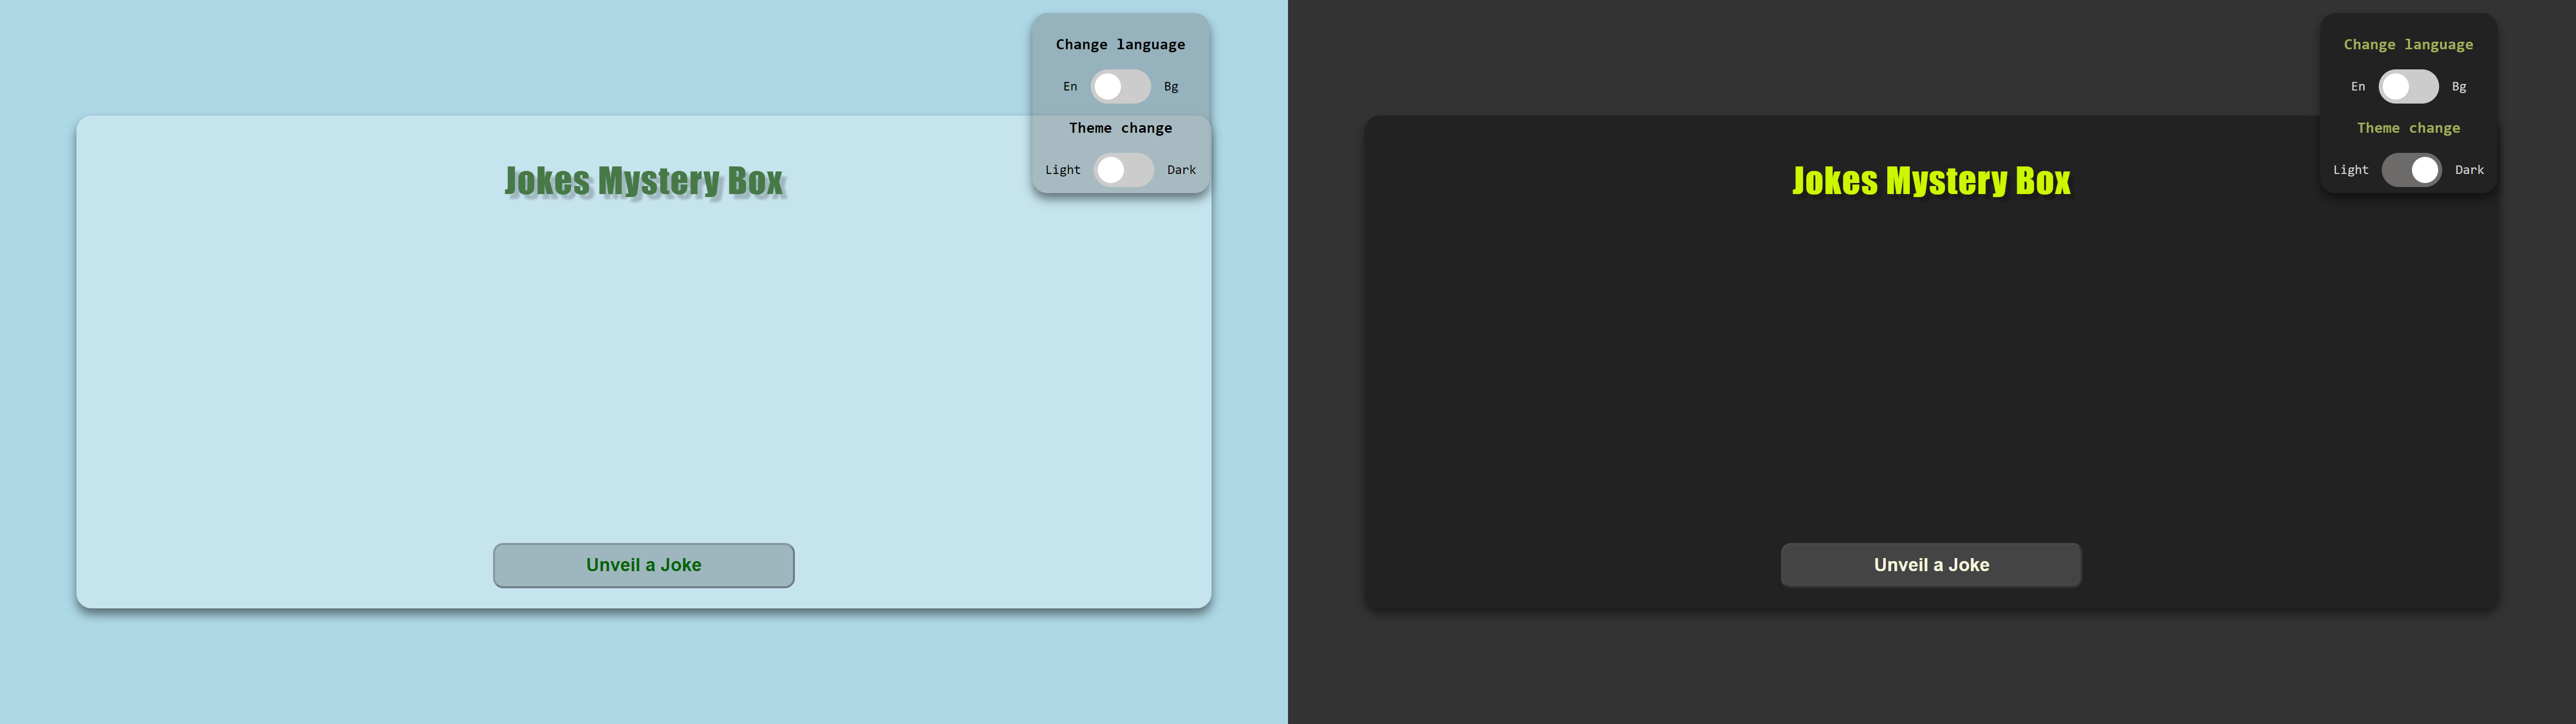 Change language
En Bg
Theme change
Light Dark
Jokes Mystery Box
Unveil a Joke
Change language
En Bg
Theme change
Light Dark
Jokes Mystery Box
Unveil a Joke